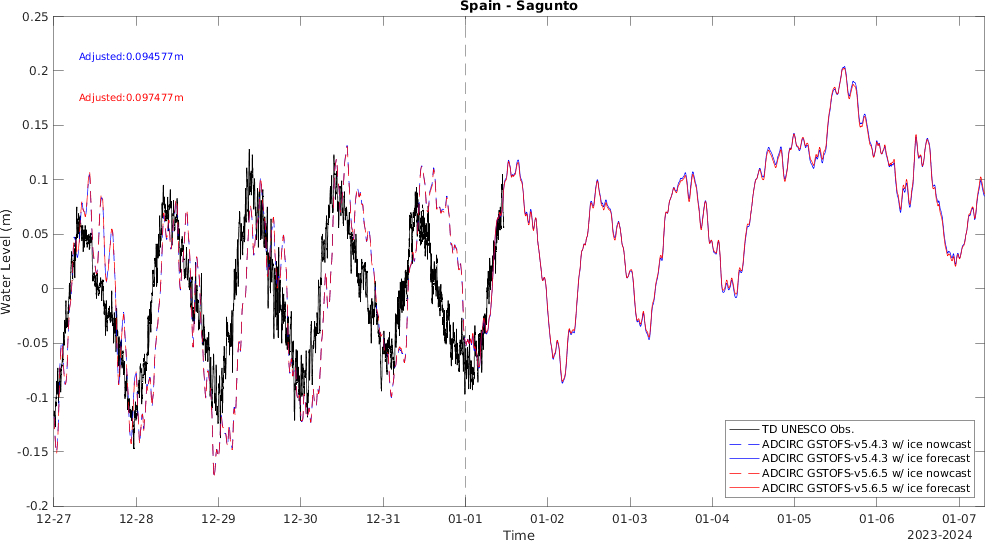 Spain - Sagunto
Adjusted:0.094577m
Adjusted:0.097477m
Water Level (m)
0.25
0.2
0.15
0.1
0.05
0
-0.05
-0.1
-0.15
-0.2
TD UNESCO Obs.
ADCIRC GSTOFS-v5.4.3 w/ ice nowcast
ADCIRC GSTOFS-v5.4.3 w/ ice forecast
ADCIRC GSTOFS-v5.6.5 w/ ice nowcast
ADCIRC GSTOFS-v5.6.5 w/ ice forecast
12-27 12-28 12-29 12-30 12-31 01-01 01-02 01-03 01-04 01-05 01-06 01-07
Time
2023-2024